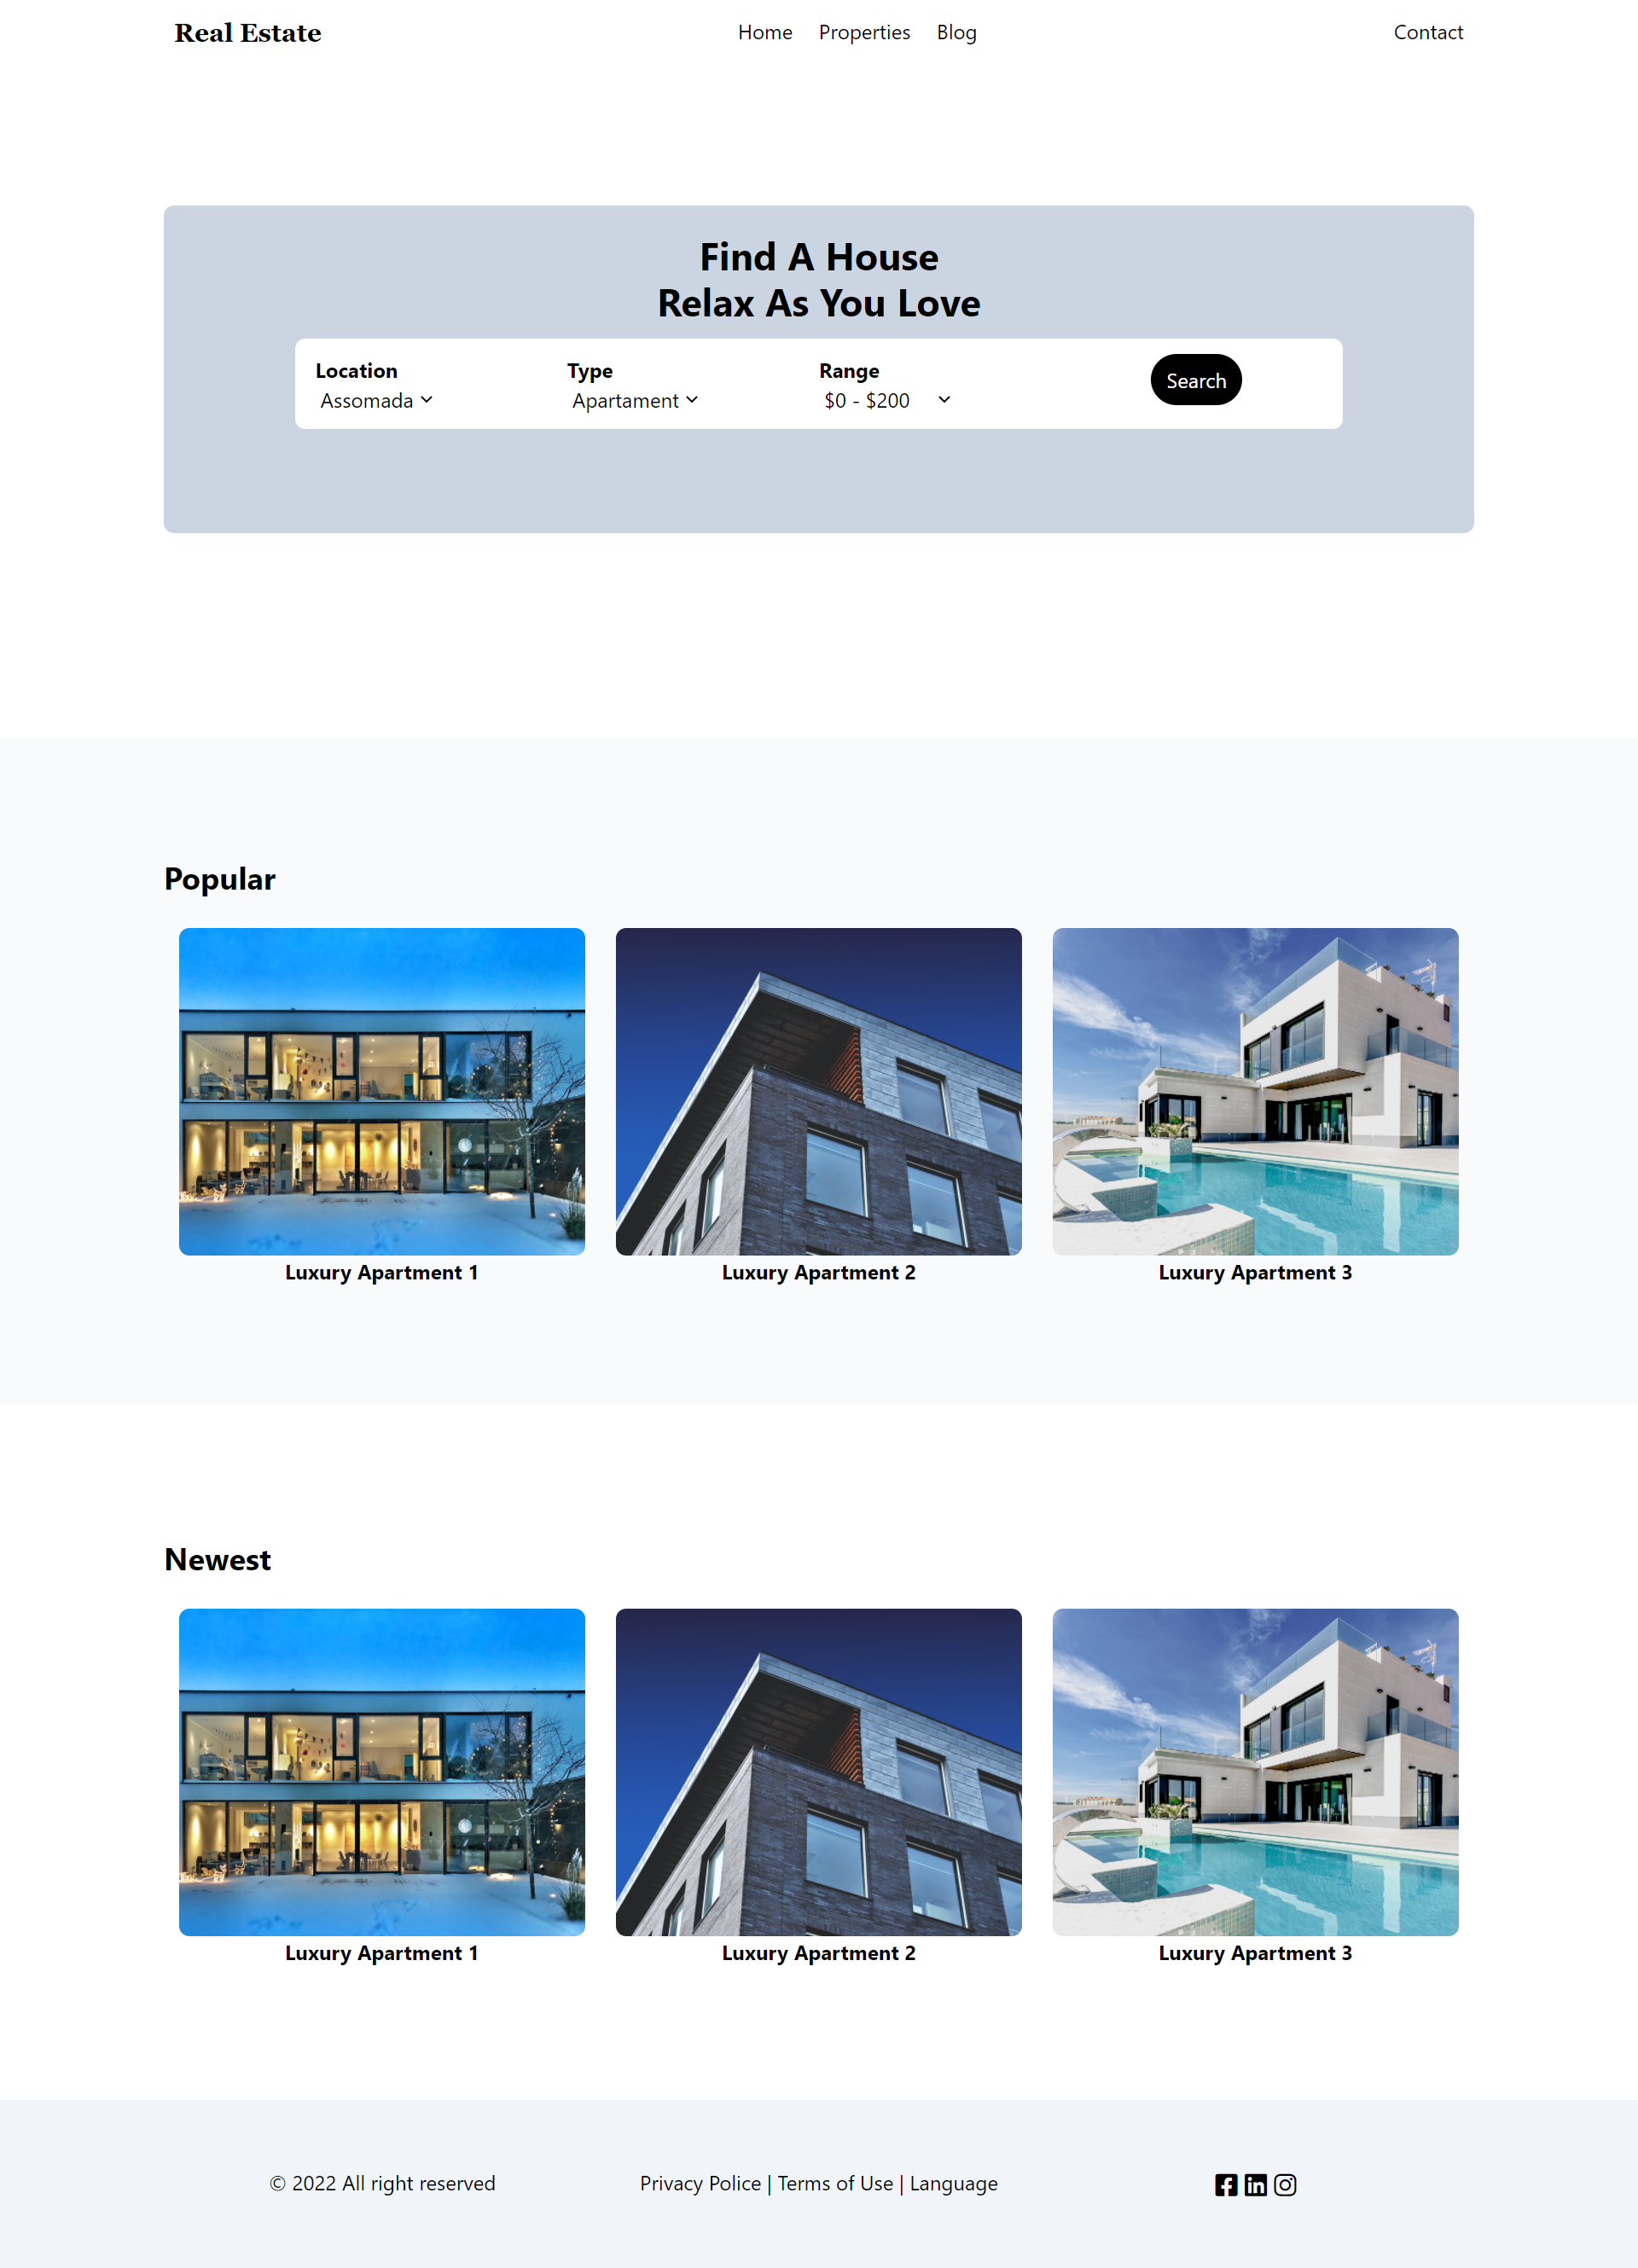 Real Estate
Home Properties Blog
Contact
Find A House
Relax As You Love
Location Type Range
Assomada Apartament $0 - $200
Search
Popular
Luxury Apartment 1
Luxury Apartment 2
Luxury Apartment 3
Newest
Luxury Apartment 1
Luxury Apartment 2
Luxury Apartment 3
© 2022 All right reserved
Privacy Police | Terms of Use | Language